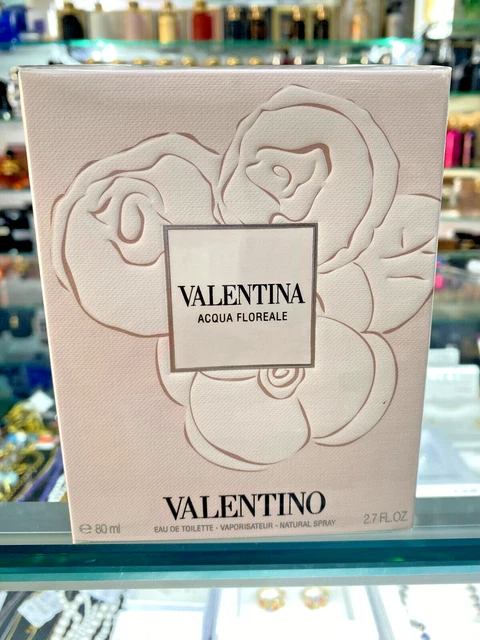 VALENTINA
ACQUA FLOREALE
VALENTINO
℮ 80 ml EAU DE TOILETTE - VAPORISATEUR - NATURAL SPRAY 2.7 FL.OZ